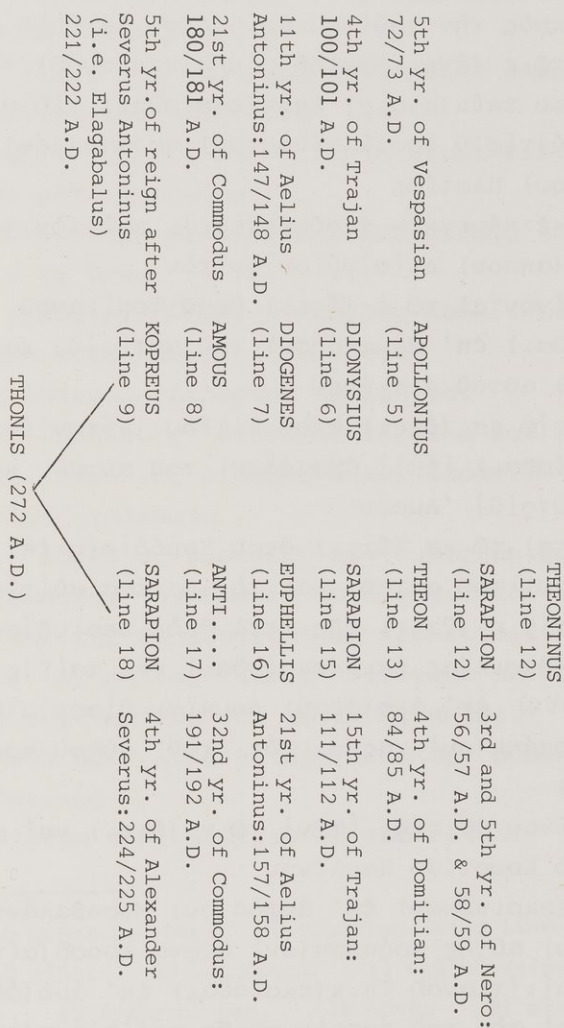 THEONINUS
(line 12)
SARAPION 3rd and 5th yr. of Nero:
(line 12) 56/57 A.D. & 58/59 A.D.
5th yr. of Vespasian APOLLONIUS THEON 4th yr. of Domitian:
72/73 A.D. (line 5) (line 13) 84/85 A.D.
4th yr. of Trajan DIONYSIUS SARAPION 15th yr. of Trajan:
100/101 A.D. (line 6) (line 15) 111/112 A.D.
11th yr. of Aelius DIOGENES EUPHELLIS 21st yr. of Aelius
Antoninus:147/148 A.D. (line 7) (line 16) Antoninus:157/158 A.D.
21st yr. of Commodus AMOUS ANTI.... 32nd yr. of Commodus:
180/181 A.D. (line 8) (line 17) 191/192 A.D.
5th yr.of reign after KOPREUS SARAPION 4th yr. of Alexander
Severus Antoninus (line 9) (line 18) Severus:224/225 A.D.
(i.e. Elagabalus)
221/222 A.D.
THONIS (272 A.D.)